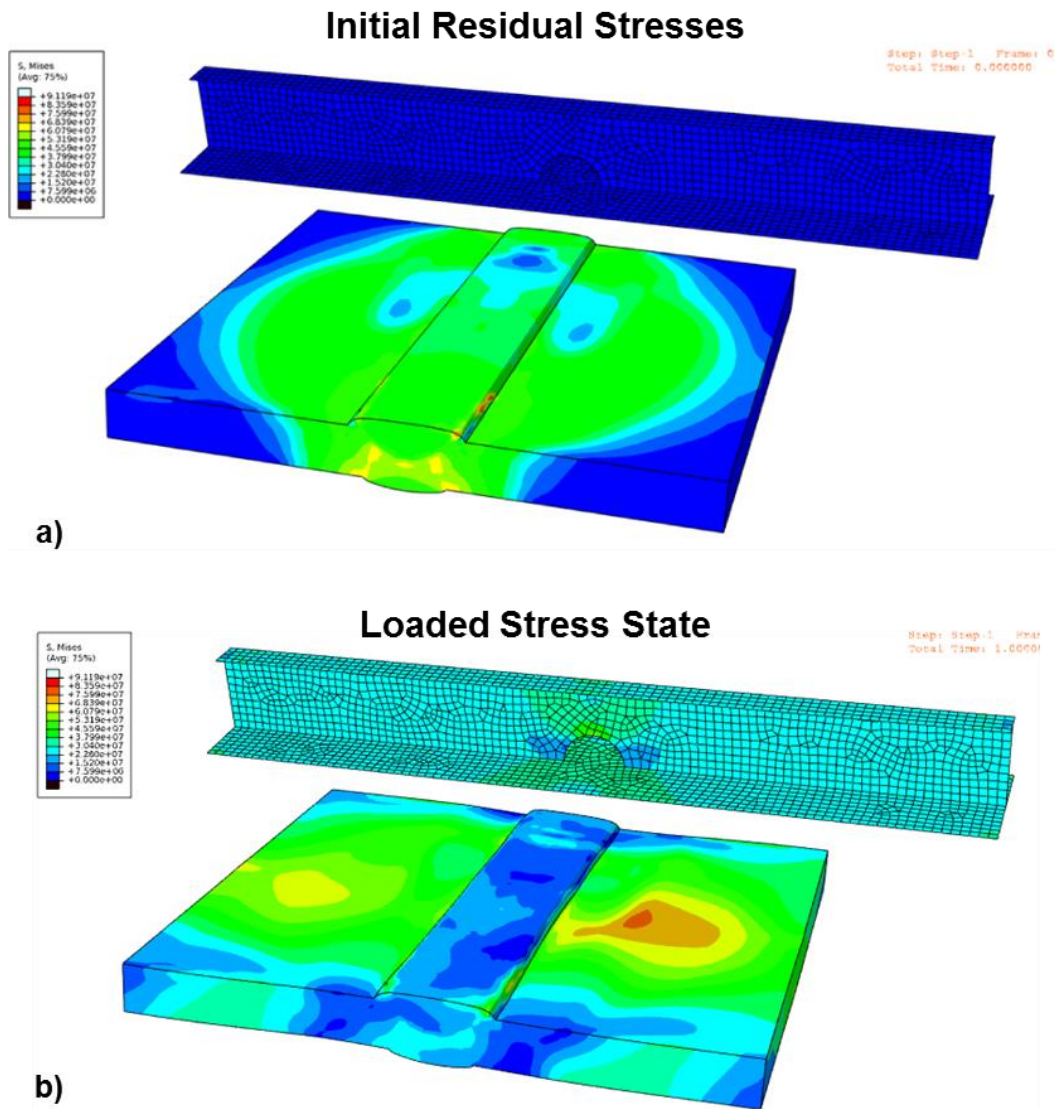 Initial Residual Stresses
S, Mises
(Avg: 75%)
+9.119e+07
+8.359e+07
+7.599e+07
+6.839e+07
+6.079e+07
+5.319e+07
+4.559e+07
+3.799e+07
+3.040e+07
+2.280e+07
+1.520e+07
+7.599e+06
+0.000e+00
Step: Step-1 Frame: 0
Total Time: 0.000000
a)
Loaded Stress State
S, Mises
(Avg: 75%)
+9.119e+07
+8.359e+07
+7.599e+07
+6.839e+07
+6.079e+07
+5.319e+07
+4.559e+07
+3.799e+07
+3.040e+07
+2.280e+07
+1.520e+07
+7.599e+06
+0.000e+00
Step: Step-1 Fra
Total Time: 1.0000
b)